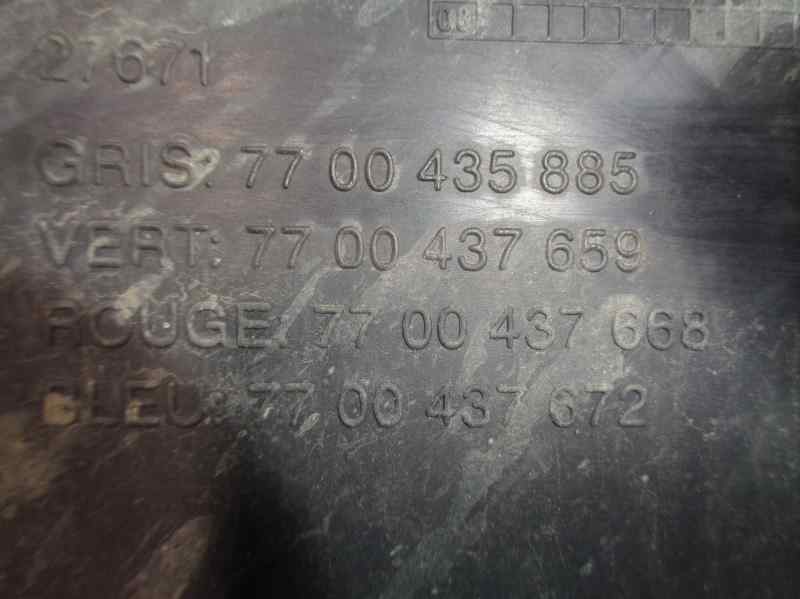 08
27671
GRIS: 77 00 435 885
VERT: 77 00 437 659
ROUGE: 77 00 437 668
BLEU: 77 00 437 672